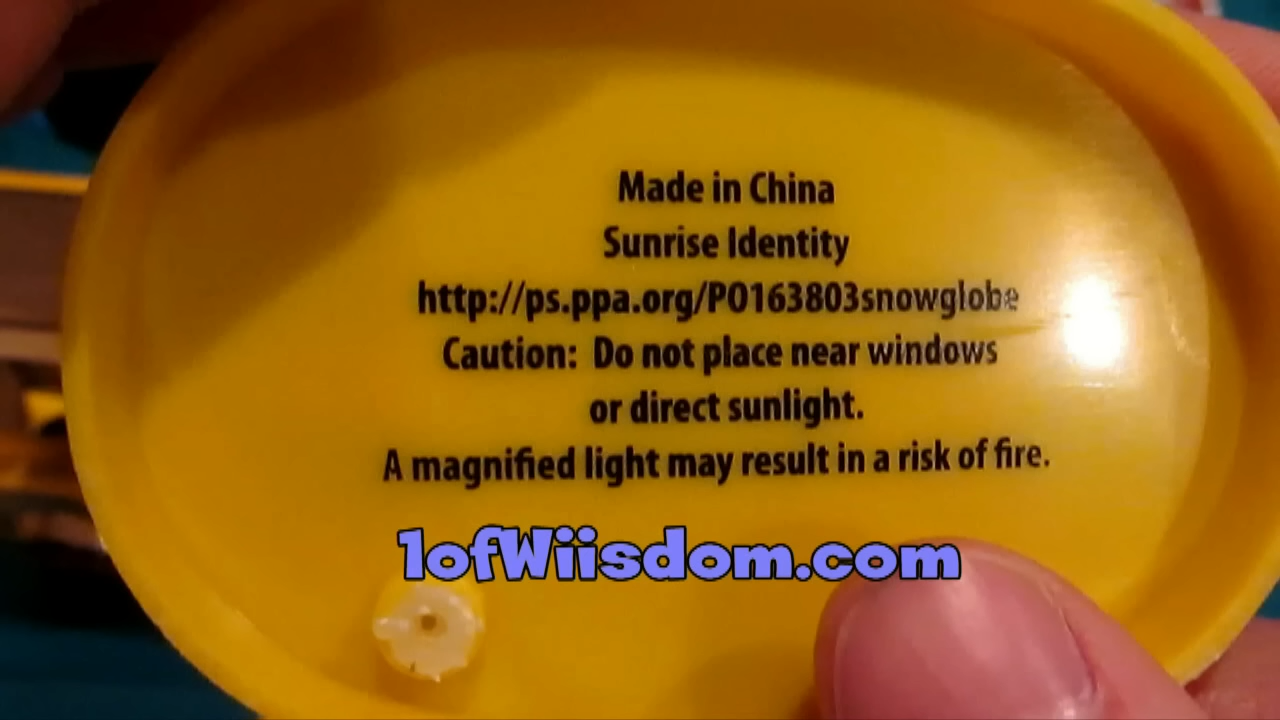 Made in China
Sunrise Identity
http://ps.ppa.org/PO163803snowglobe
Caution: Do not place near windows
or direct sunlight.
A magnified light may result in a risk of fire.
1ofWiisdom.com